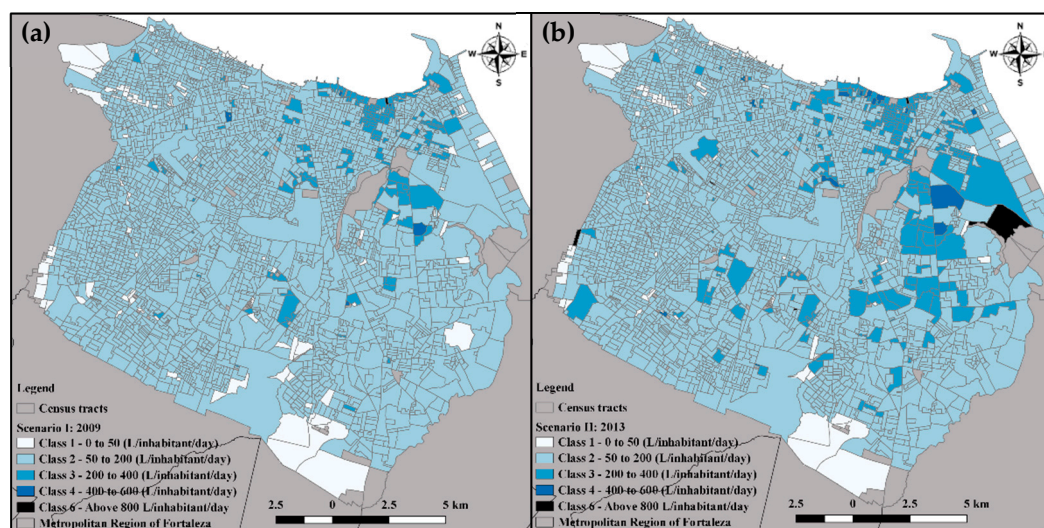 (a)
N
W E
S
Legend
Census tracts
Scenario I: 2009
Class 1 - 0 to 50 (L/inhabitant/day)
Class 2 - 50 to 200 (L/inhabitant/day)
Class 3 - 200 to 400 (L/inhabitant/day)
Class 4 - 400 to 600 (L/inhabitant/day)
Class 6 - Above 800 L/inhabitant/day)
Metropolitan Region of Fortaleza
2.5 0 2.5 5 km
(b)
N
W E
S
Legend
Census tracts
Scenario II: 2013
Class 1 - 0 to 50 (L/inhabitant/day)
Class 2 - 50 to 200 (L/inhabitant/day)
Class 3 - 200 to 400 (L/inhabitant/day)
Class 4 - 400 to 600 (L/inhabitant/day)
Class 6 - Above 800 L/inhabitant/day)
Metropolitan Region of Fortaleza
2.5 0 2.5 5 km